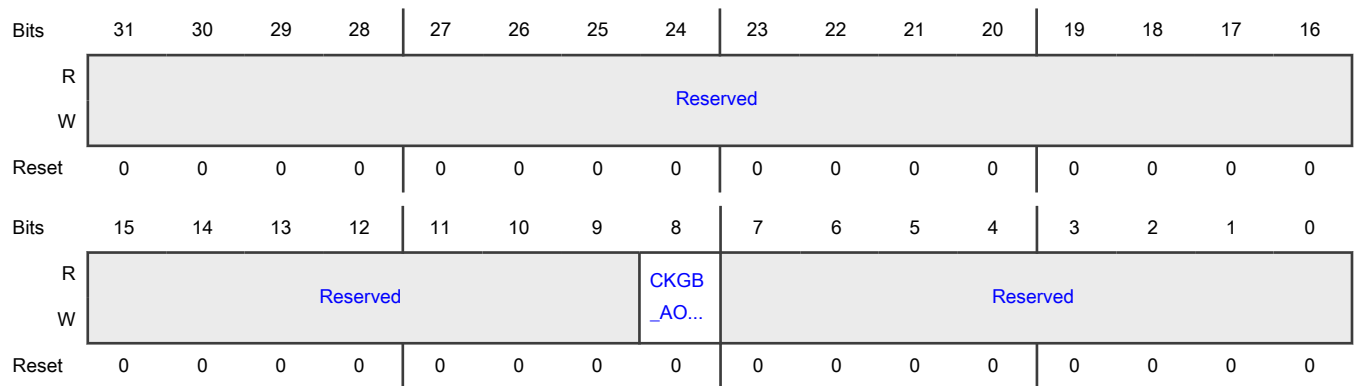 Bits 31 30 29 28 27 26 25 24 23 22 21 20 19 18 17 16
R
Reserved
W
Reset 0 0 0 0 0 0 0 0 0 0 0 0 0 0 0 0
Bits 15 14 13 12 11 10 9 8 7 6 5 4 3 2 1 0
R
Reserved CKGB _AO... Reserved
W
Reset 0 0 0 0 0 0 0 0 0 0 0 0 0 0 0 0